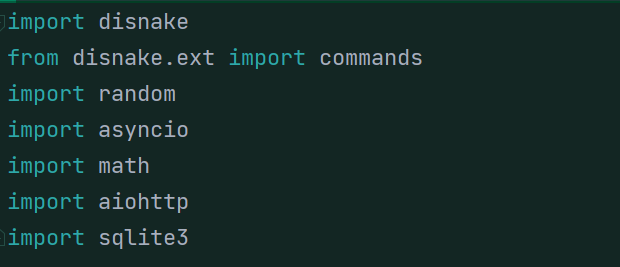 import disnake
from disnake.ext import commands
import random
import asyncio
import math
import aiohttp
import sqlite3